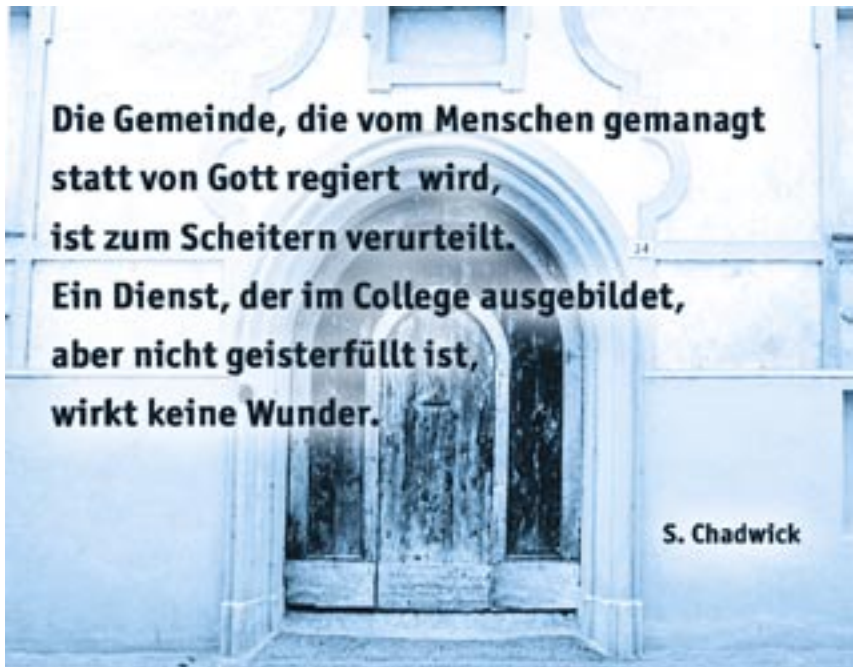 Die Gemeinde, die vom Menschen gemanagt
statt von Gott regiert wird,
ist zum Scheitern verurteilt.
Ein Dienst, der im College ausgebildet,
aber nicht geisterfüllt ist,
wirkt keine Wunder.
S. Chadwick